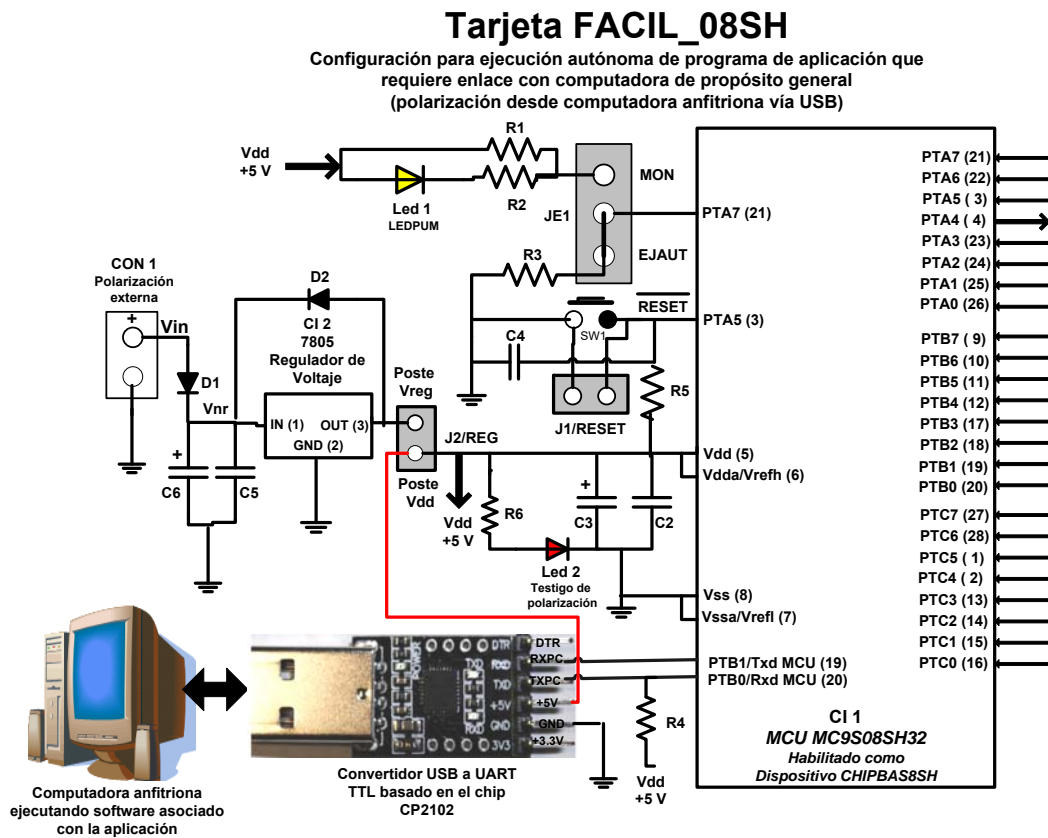 Tarjeta FACIL_08SH
Configuración para ejecución autónoma de programa de aplicación que
requiere enlace con computadora de propósito general
(polarización desde computadora anfitriona vía USB)
Vdd
+5 V
R1
R2
Led 1
LEDPUM
JE1
MON
EJAUT
PTA7 (21)
R3
RESET
SW1
PTA5 (3)
C4
R5
J1/RESET
CON 1
Polarización
externa
+
Vin
D1
Vnr
D2
CI 2
7805
Regulador de
Voltaje
IN (1)
OUT (3)
GND (2)
+
C6
C5
Poste
Vreg
J2/REG
Poste
Vdd
Vdd
+5 V
R6
Led 2
Testigo de
polarización
+
C3
C2
Vdd (5)
Vdda/Vrefh (6)
Vss (8)
Vssa/Vrefl (7)
PTB1/Txd MCU (19)
PTB0/Rxd MCU (20)
R4
Vdd
+5 V
CI 1
MCU MC9S08SH32
Habilitado como
Dispositivo CHIPBAS8SH
PTA7 (21)
PTA6 (22)
PTA5 ( 3)
PTA4 ( 4)
PTA3 (23)
PTA2 (24)
PTA1 (25)
PTA0 (26)
PTB7 ( 9)
PTB6 (10)
PTB5 (11)
PTB4 (12)
PTB3 (17)
PTB2 (18)
PTB1 (19)
PTB0 (20)
PTC7 (27)
PTC6 (28)
PTC5 ( 1)
PTC4 ( 2)
PTC3 (13)
PTC2 (14)
PTC1 (15)
PTC0 (16)
POWER
TXD
RXD
DTR
RXD
TXD
+5V
GND
3V3
DTR
RXPC
TXPC
+5V
GND
+3.3V
Convertidor USB a UART
TTL basado en el chip
CP2102
Computadora anfitriona
ejecutando software asociado
con la aplicación